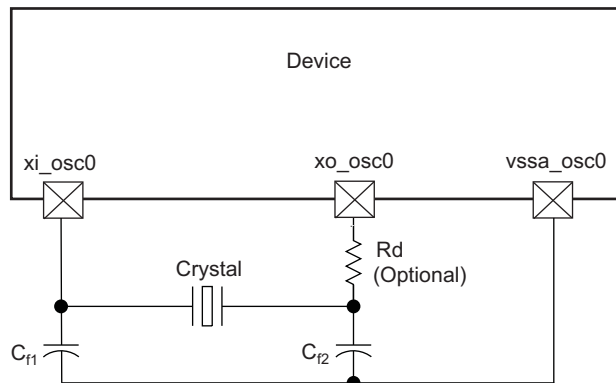 Device
xi_osc0
xo_osc0
vssa_osc0
Rd
(Optional)
Crystal
Cf1
Cf2